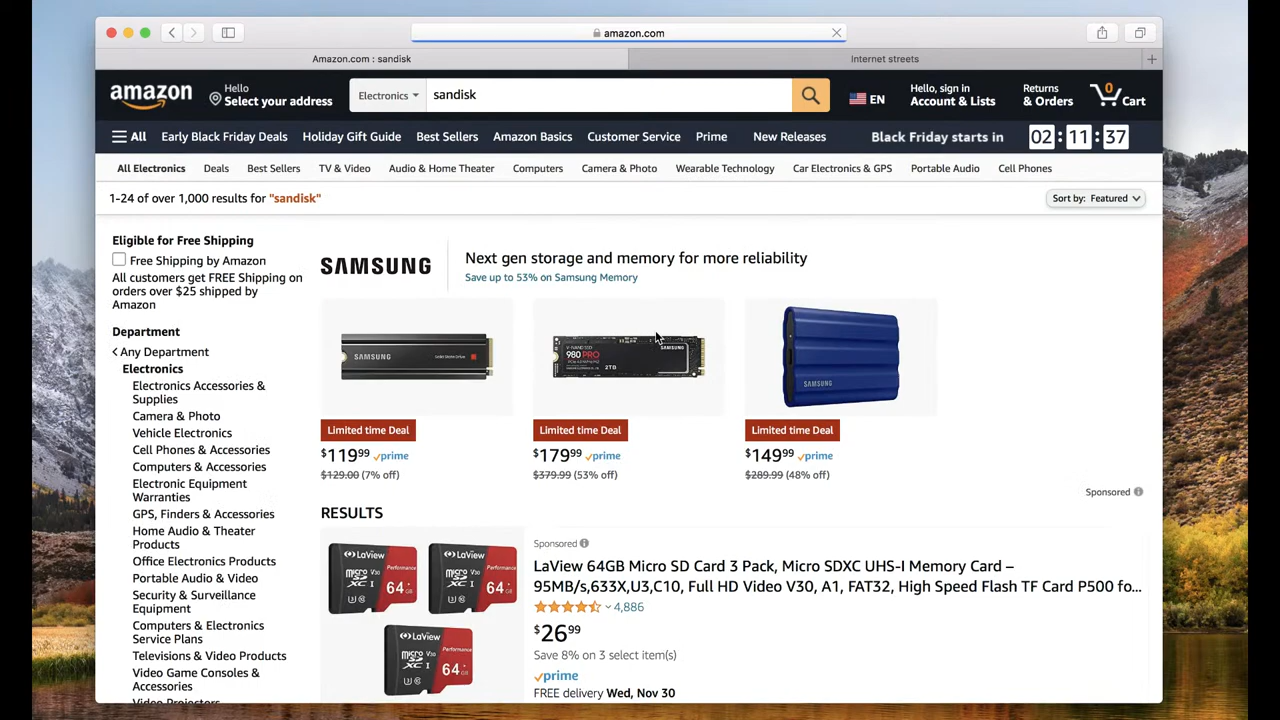 amazon.com
Amazon.com : sandisk
Internet streets
amazon
Hello
Select your address
Electronics
sandisk
EN
Hello, sign in
Account & Lists
Returns
& Orders
0
Cart
All
Early Black Friday Deals
Holiday Gift Guide
Best Sellers
Amazon Basics
Customer Service
Prime
New Releases
Black Friday starts in
02:11:37
All Electronics
Deals
Best Sellers
TV & Video
Audio & Home Theater
Computers
Camera & Photo
Wearable Technology
Car Electronics & GPS
Portable Audio
Cell Phones
1-24 of over 1,000 results for "sandisk"
Sort by: Featured
Eligible for Free Shipping
Free Shipping by Amazon
All customers get FREE Shipping on
orders over $25 shipped by
Amazon
Department
Any Department
Electronics
Electronics Accessories &
Supplies
Camera & Photo
Vehicle Electronics
Cell Phones & Accessories
Computers & Accessories
Electronic Equipment
Warranties
GPS, Finders & Accessories
Home Audio & Theater
Products
Office Electronics Products
Portable Audio & Video
Security & Surveillance
Equipment
Computers & Electronics
Service Plans
Televisions & Video Products
Video Game Consoles &
Accessories
Video Projectors
SAMSUNG
Next gen storage and memory for more reliability
Save up to 53% on Samsung Memory
SAMSUNG
980 PRO
SAMSUNG
2TB
SAMSUNG
Limited time Deal
$119.99 prime
$129.00 (7% off)
Limited time Deal
$179.99 prime
$379.99 (53% off)
Limited time Deal
$149.99 prime
$289.99 (48% off)
Sponsored
RESULTS
LaView
Performance
micro SD XC I
V30
64GB
U3
LaView
Performance
micro SD XC I
V30
64GB
U3
LaView
Performance
micro SD XC I
V30
64GB
U3
Sponsored
LaView 64GB Micro SD Card 3 Pack, Micro SDXC UHS-I Memory Card –
95MB/s,633X,U3,C10, Full HD Video V30, A1, FAT32, High Speed Flash TF Card P500 fo...
4,886
$26.99
Save 8% on 3 select item(s)
prime
FREE delivery Wed, Nov 30